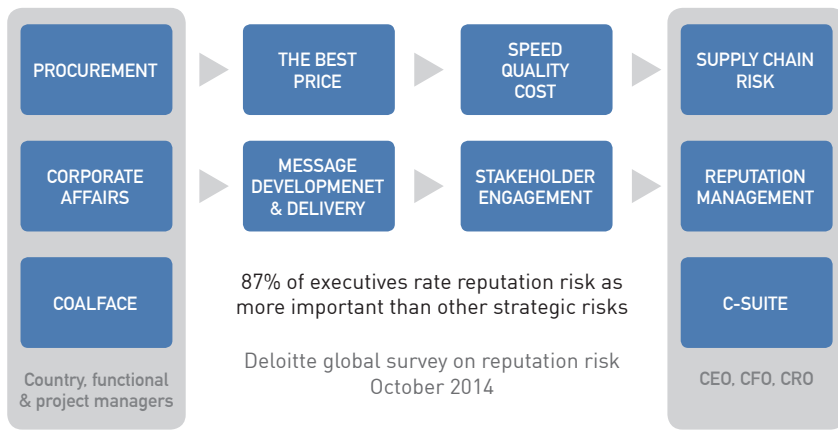 PROCUREMENT
THE BEST
PRICE
SPEED
QUALITY
COST
SUPPLY CHAIN
RISK
CORPORATE
AFFAIRS
MESSAGE
DEVELOPMENET
& DELIVERY
STAKEHOLDER
ENGAGEMENT
REPUTATION
MANAGEMENT
COALFACE
87% of executives rate reputation risk as
more important than other strategic risks
C-SUITE
Country, functional
& project managers
Deloitte global survey on reputation risk
October 2014
CEO, CFO, CRO